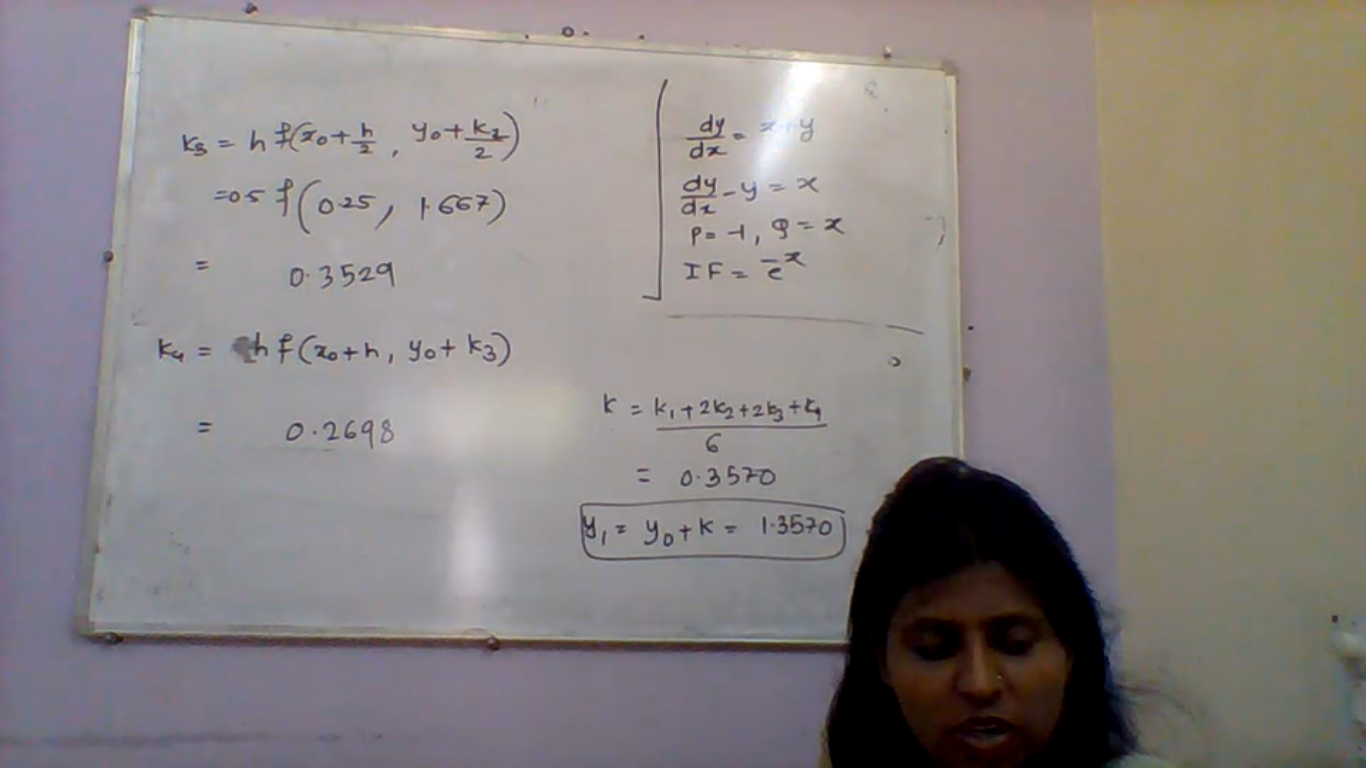 k₃ = h f(x₀ + h/2, y₀ + k₂/2)
= 0.5 f(0.25, 1.667)
= 0.3529
k₄ = h f(x₀ + h, y₀ + k₃)
= 0.2698
dy/dx = x + y
dy/dx - y = x
P = -1, Q = x
IF = e⁻ˣ
k = (k₁ + 2k₂ + 2k₃ + k₄)/6
= 0.3570
y₁ = y₀ + k = 1.3570